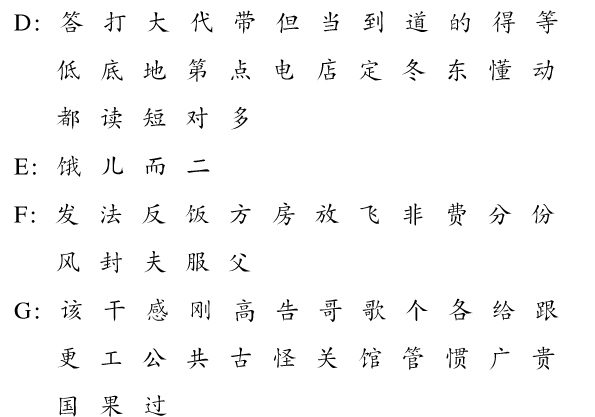 D: 答 打 大 代 带 但 当 到 道 的 得 等
低 底 地 第 点 电 店 定 冬 东 懂 动
都 读 短 对 多
E: 饿 儿 而 二
F: 发 法 反 饭 方 房 放 飞 非 费 分 份
风 封 夫 服 父
G: 该 干 感 刚 高 告 哥 歌 个 各 给 跟
更 工 公 共 古 怪 关 馆 管 惯 广 贵
国 果 过